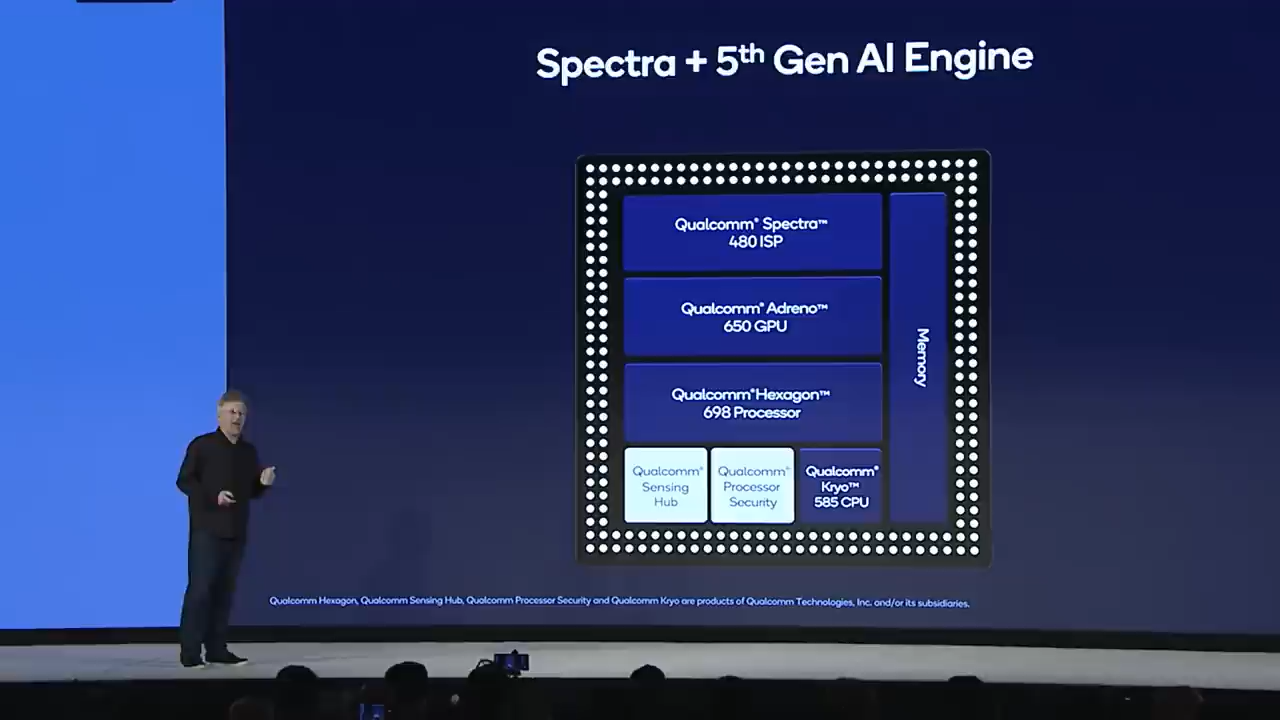 Spectra + 5th Gen AI Engine
Qualcomm® Spectra™
480 ISP
Qualcomm® Adreno™
650 GPU
Qualcomm® Hexagon™
698 Processor
Qualcomm®
Sensing
Hub
Qualcomm®
Processor
Security
Qualcomm®
Kryo™
585 CPU
Memory
Qualcomm Hexagon, Qualcomm Sensing Hub, Qualcomm Processor Security and Qualcomm Kryo are products of Qualcomm Technologies, Inc. and/or its subsidiaries.